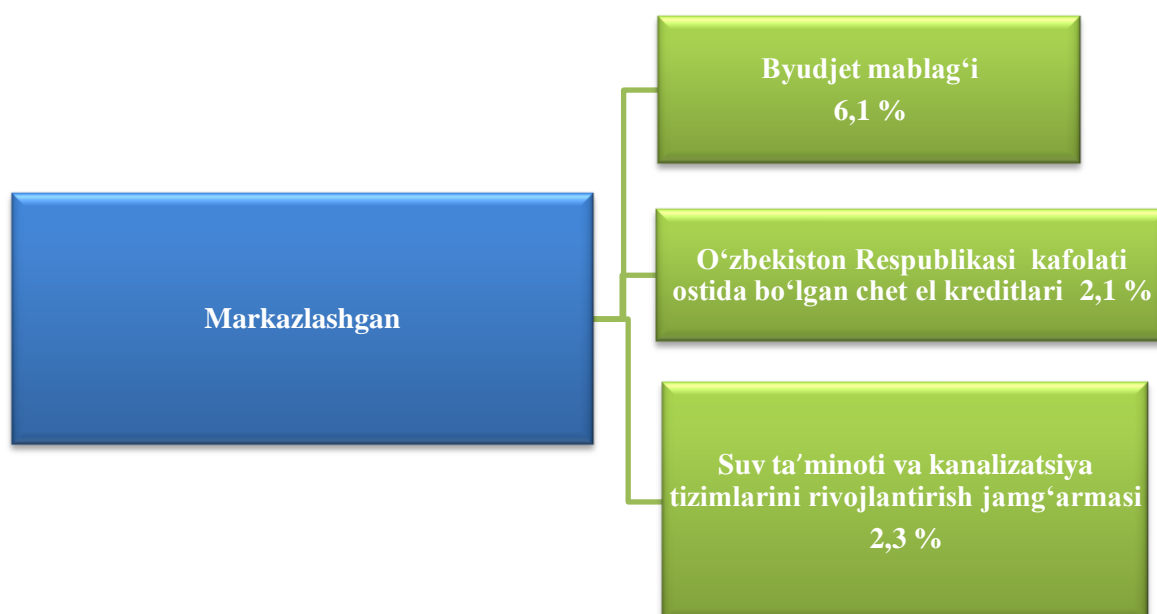 Byudjet mablag‘i
6,1 %
Markazlashgan
O‘zbekiston Respublikasi kafolati
ostida bo‘lgan chet el kreditlari 2,1 %
Suv ta’minoti va kanalizatsiya
tizimlarini rivojlantirish jamg‘armasi
2,3 %